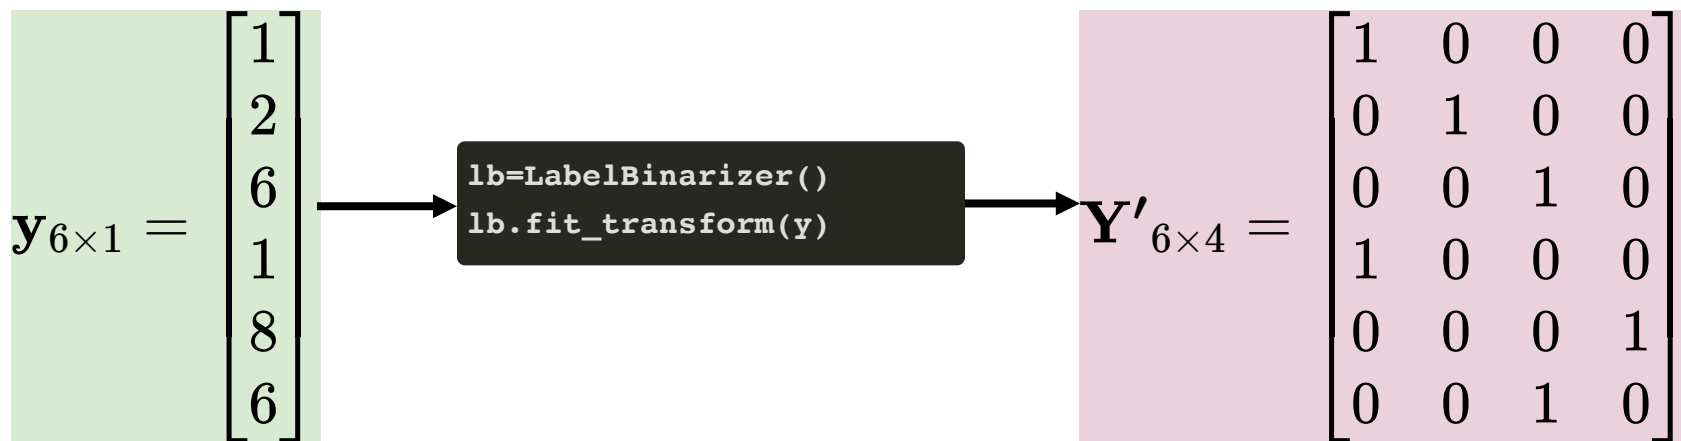 y6×1 =
1
2
6
1
8
6
lb=LabelBinarizer()
lb.fit_transform(y)
Y′6×4 =
1 0 0 0
0 1 0 0
0 0 1 0
1 0 0 0
0 0 0 1
0 0 1 0